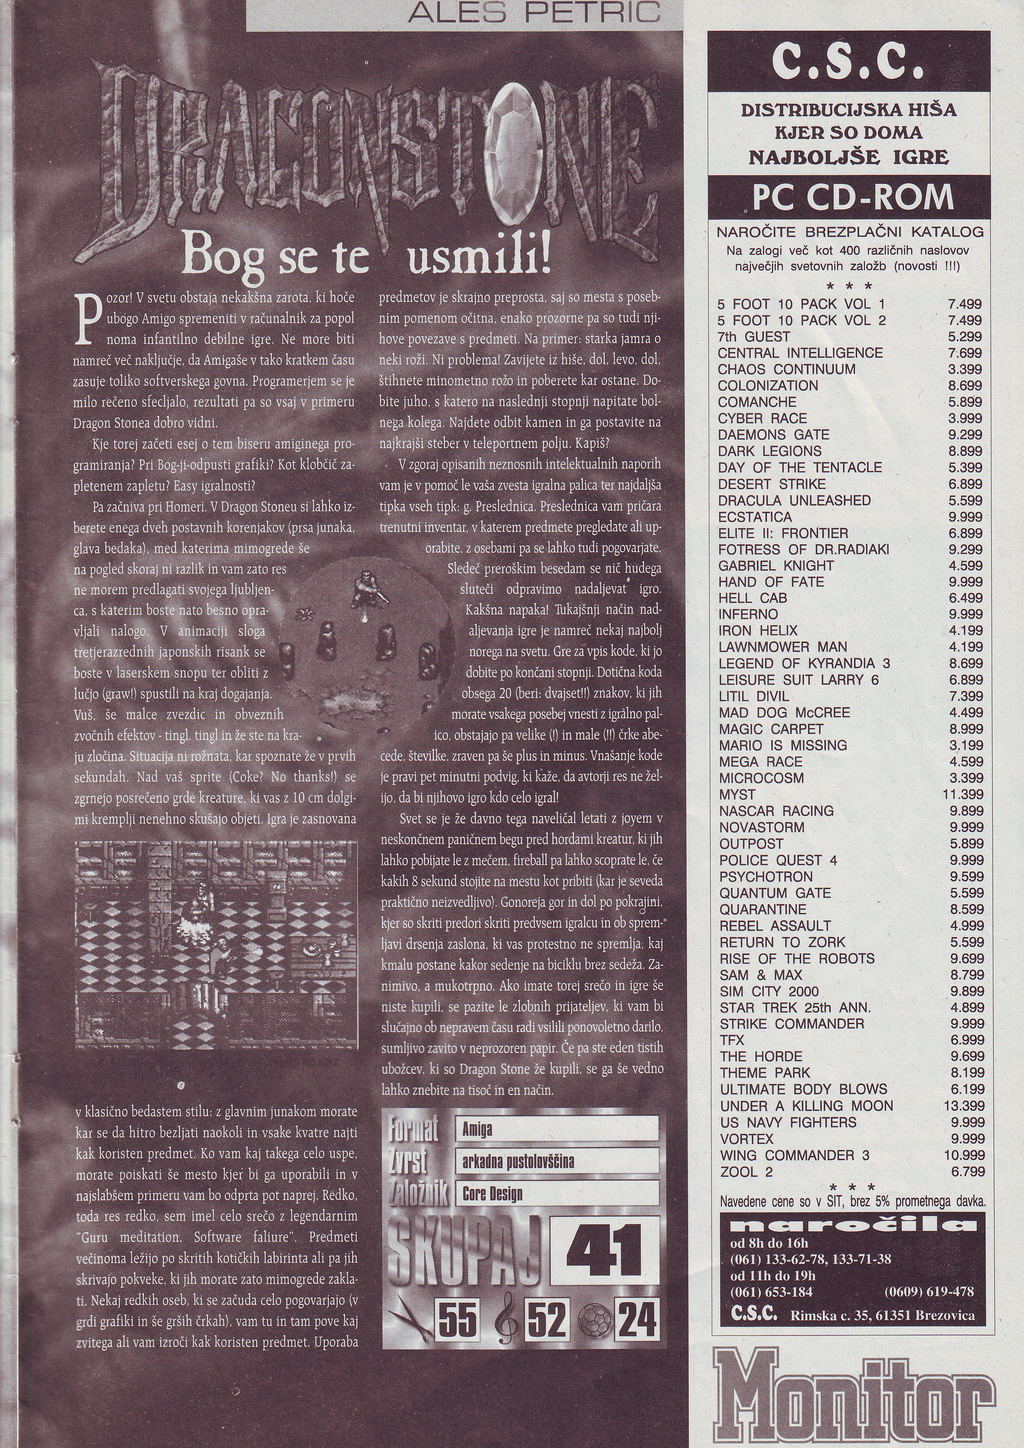 ALEŠ PETRIČ
DRAGONSTONE
Bog se te usmili!
Pozor! V svetu obstaja nekakšna zarota, ki hoče
ubogo Amigo spremeniti v računalnik za popol
noma infantilno debilne igre. Ne more biti
namreč več naključje, da Amigaše v tako kratkem času
zasuje toliko softverskega govna. Programerjem se je
milo rečeno sfecljalo, rezultati pa so vsaj v primeru
Dragon Stonea dobro vidni.
Kje torej začeti esej o tem biseru amiginega pro-
gramiranja? Pri Bog-ji-odpusti grafiki? Kot klobčič za-
pletenem zapletu? Easy igralnosti?
Pa začniva pri Homeri. V Dragon Stoneu si lahko iz-
berete enega dveh postavnih korenjakov (prsa junaka,
glava bedaka), med katerima mimogrede še
na pogled skoraj ni razlik in vam zato res
ne morem predlagati svojega ljubljen-
ca, s katerim boste nato besno opra-
vljali nalogo. V animaciji sloga
tretjerazrednih japonskih risank se
boste v laserskem snopu ter obliti z
lučjo (graw!) spustili na kraj dogajanja.
Vuš, še malce zvezdic in obveznih
zvočnih efektov - tingl, tingl in že ste na kra-
ju zločina. Situacija ni rožnata, kar spoznate že v prvih
sekundah. Nad vaš sprite (Coke? No thanks!) se
zgrnejo posrečeno grde kreature, ki vas z 10 cm dolgi-
mi kremplji nenehno skušajo objeti. Igra je zasnovana
v klasično bedastem stilu: z glavnim junakom morate
kar se da hitro bezljati naokoli in vsake kvatre najti
kak koristen predmet. Ko vam kaj takega celo uspe,
morate poiskati še mesto kjer bi ga uporabili in v
najslabšem primeru vam bo odprta pot naprej. Redko,
toda res redko, sem imel celo srečo z legendarnim
"Guru meditation, Software faliure". Predmeti
večinoma ležijo po skritih kotičkih labirinta ali pa jih
skrivajo pokveke, ki jih morate zato mimogrede zakla-
ti. Nekaj redkih oseb, ki se začuda celo pogovarjajo (v
grdi grafiki in še grših črkah), vam tu in tam pove kaj
zvitega ali vam izroči kak koristen predmet. Uporaba
predmetov je skrajno preprosta, saj so mesta s poseb-
nim pomenom očitna, enako prozorne pa so tudi nji-
hove povezave s predmeti. Na primer: starka jamra o
neki roži. Ni problema! Zavijete iz hiše, dol, levo, dol,
štihnete minometno rožo in poberete kar ostane. Do-
bite juho, s katero na naslednji stopnji napitate bol-
nega kolega. Najdete odbit kamen in ga postavite na
najkrajši steber v teleportnem polju. Kapiš?
V zgoraj opisanih neznosnih intelektualnih naporih
vam je v pomoč le vaša zvesta igralna palica ter najdaljša
tipka vseh tipk: g. Preslednica. Preslednica vam pričara
trenutni inventar, v katerem predmete pregledate ali up-
orabite, z osebami pa se lahko tudi pogovarjate.
Sledeč preroškim besedam se nič hudega
sluteči odpravimo nadaljevat igro.
Kakšna napaka! Tukajšnji način nad-
aljevanja igre je namreč nekaj najbolj
norega na svetu. Gre za vpis kode, ki jo
dobite po končani stopnji. Dotična koda
obsega 20 (beri: dvajset!!) znakov, ki jih
morate vsakega posebej vnesti z igralno pal-
ico, obstajajo pa velike (!) in male (!!) črke abe-
cede, številke, zraven pa še plus in minus. Vnašanje kode
je pravi pet minutni podvig, ki kaže, da avtorji res ne žel-
ijo, da bi njihovo igro kdo celo igral!
Svet se je že davno tega naveličal letati z joyem v
neskončnem paničnem begu pred hordami kreatur, ki jih
lahko pobijate le z mečem, fireball pa lahko scoprate le, če
kakih 8 sekund stojite na mestu kot pribiti (kar je seveda
praktično neizvedljivo). Gonoreja gor in dol po pokrajini,
kjer so skriti predori skriti predvsem igralcu in ob sprem-
ljavi drsenja zaslona, ki vas protestno ne spremlja, kaj
kmalu postane kakor sedenje na biciklu brez sedeža. Za-
nimivo, a mukotrpno. Ako imate torej srečo in igre še
niste kupili, se pazite le zlobnih prijateljev, ki vam bi
slučajno ob nepravem času radi vsilili ponovoletno darilo,
sumljivo zavito v neprozoren papir. Če pa ste eden tistih
ubožcev, ki so Dragon Stone že kupili, se ga še vedno
lahko znebite na tisoč in en način.
Format Amiga
Zvrst arkadna pustolovščina
Založnik Core Design
SKUPAJ 41
55 52 24
C.S.C.
DISTRIBUCIJSKA HIŠA
KJER SO DOMA
NAJBOLJŠE IGRE
PC CD-ROM
NAROČITE BREZPLAČNI KATALOG
Na zalogi več kot 400 različnih naslovov
največjih svetovnih založb (novosti !!!)
* * *
5 FOOT 10 PACK VOL 1 7.499
5 FOOT 10 PACK VOL 2 7.499
7th GUEST 5.299
CENTRAL INTELLIGENCE 7.699
CHAOS CONTINUUM 3.399
COLONIZATION 8.699
COMANCHE 5.899
CYBER RACE 3.999
DAEMONS GATE 9.299
DARK LEGIONS 8.899
DAY OF THE TENTACLE 5.399
DESERT STRIKE 6.899
DRACULA UNLEASHED 5.599
ECSTATICA 9.999
ELITE II: FRONTIER 6.899
FOTRESS OF DR.RADIAKI 9.299
GABRIEL KNIGHT 4.599
HAND OF FATE 9.999
HELL CAB 6.499
INFERNO 9.999
IRON HELIX 4.199
LAWNMOWER MAN 4.199
LEGEND OF KYRANDIA 3 8.699
LEISURE SUIT LARRY 6 6.899
LITIL DIVIL 7.399
MAD DOG McCREE 4.499
MAGIC CARPET 8.999
MARIO IS MISSING 3.199
MEGA RACE 4.599
MICROCOSM 3.399
MYST 11.399
NASCAR RACING 9.899
NOVASTORM 9.999
OUTPOST 5.899
POLICE QUEST 4 9.999
PSYCHOTRON 9.599
QUANTUM GATE 5.599
QUARANTINE 8.599
REBEL ASSAULT 4.999
RETURN TO ZORK 5.599
RISE OF THE ROBOTS 9.699
SAM & MAX 8.799
SIM CITY 2000 9.899
STAR TREK 25th ANN. 4.899
STRIKE COMMANDER 9.999
TFX 6.999
THE HORDE 9.699
THEME PARK 8.199
ULTIMATE BODY BLOWS 6.199
UNDER A KILLING MOON 13.399
US NAVY FIGHTERS 9.999
VORTEX 9.999
WING COMMANDER 3 10.999
ZOOL 2 6.799
* * *
Navedene cene so v SIT, brez 5% prometnega davka.
naročila
od 8h do 16h
(061) 133-62-78, 133-71-38
od 11h do 19h
(061) 653-184 (0609) 619-478
C.S.C. Rimska c. 35, 61351 Brezovica
Monitor